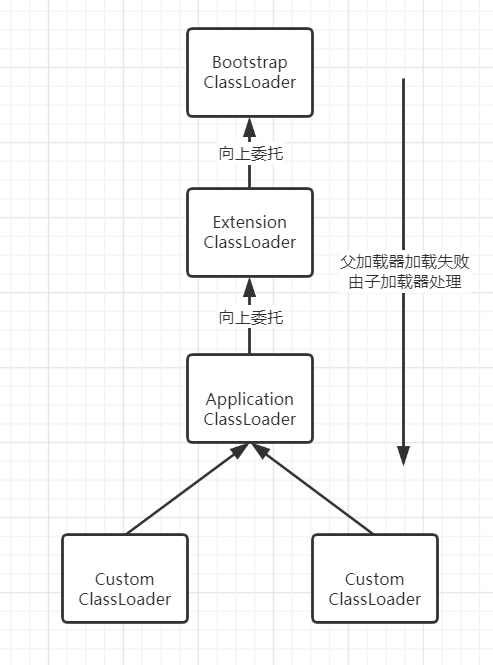 Bootstrap
ClassLoader
向上委托
Extension
ClassLoader
父加载器加载失败
由子加载器处理
向上委托
Application
ClassLoader
Custom
ClassLoader
Custom
ClassLoader